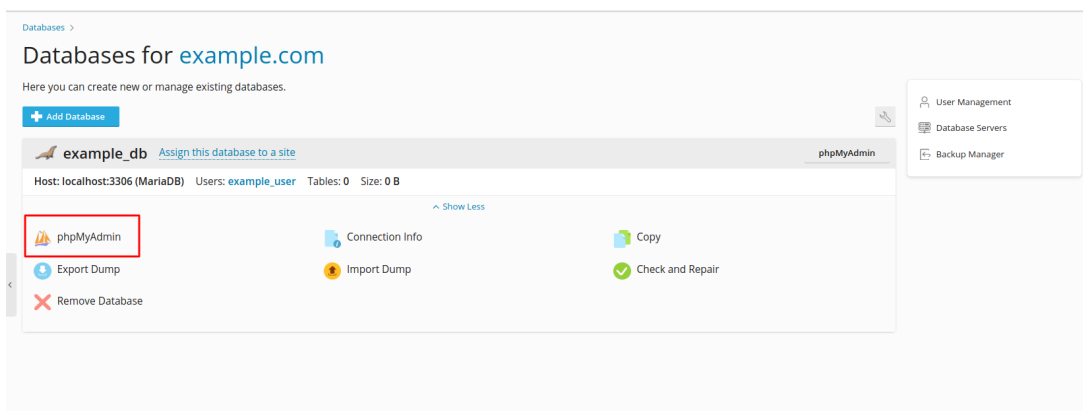 Databases >
Databases for example.com
Here you can create new or manage existing databases.
Add Database
example_db Assign this database to a site phpMyAdmin
Host: localhost:3306 (MariaDB) Users: example_user Tables: 0 Size: 0 B
Show Less
phpMyAdmin Connection Info Copy
Export Dump Import Dump Check and Repair
Remove Database
User Management
Database Servers
Backup Manager